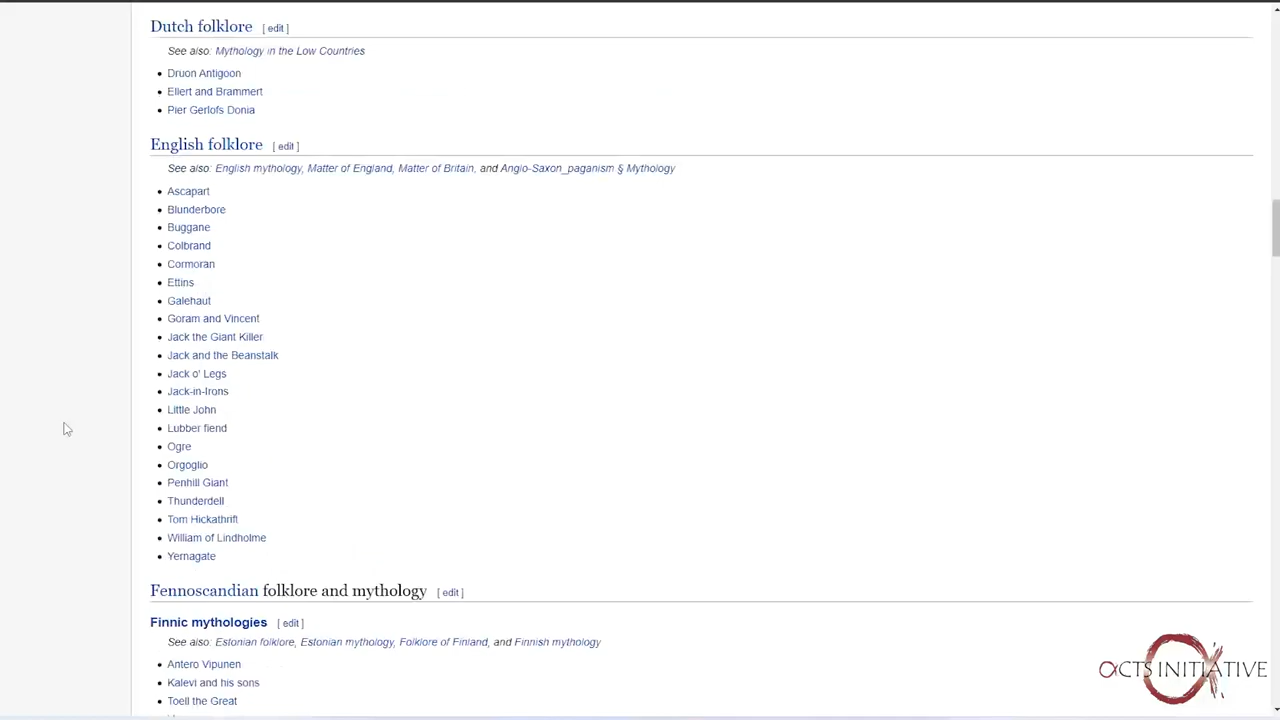 Dutch folklore [ edit ]
See also: Mythology in the Low Countries
Druon Antigoon
Ellert and Brammert
Pier Gerlofs Donia
English folklore [ edit ]
See also: English mythology, Matter of England, Matter of Britain, and Anglo-Saxon_paganism § Mythology
Ascapart
Blunderbore
Buggane
Colbrand
Cormoran
Ettins
Galehaut
Goram and Vincent
Jack the Giant Killer
Jack and the Beanstalk
Jack o' Legs
Jack-in-Irons
Little John
Lubber fiend
Ogre
Orgoglio
Penhill Giant
Thunderdell
Tom Hickathrift
William of Lindholme
Yernagate
Fennoscandian folklore and mythology [ edit ]
Finnic mythologies [ edit ]
See also: Estonian folklore, Estonian mythology, Folklore of Finland, and Finnish mythology
Antero Vipunen
Kalevi and his sons
Toell the Great
αCTS INITIATIVE